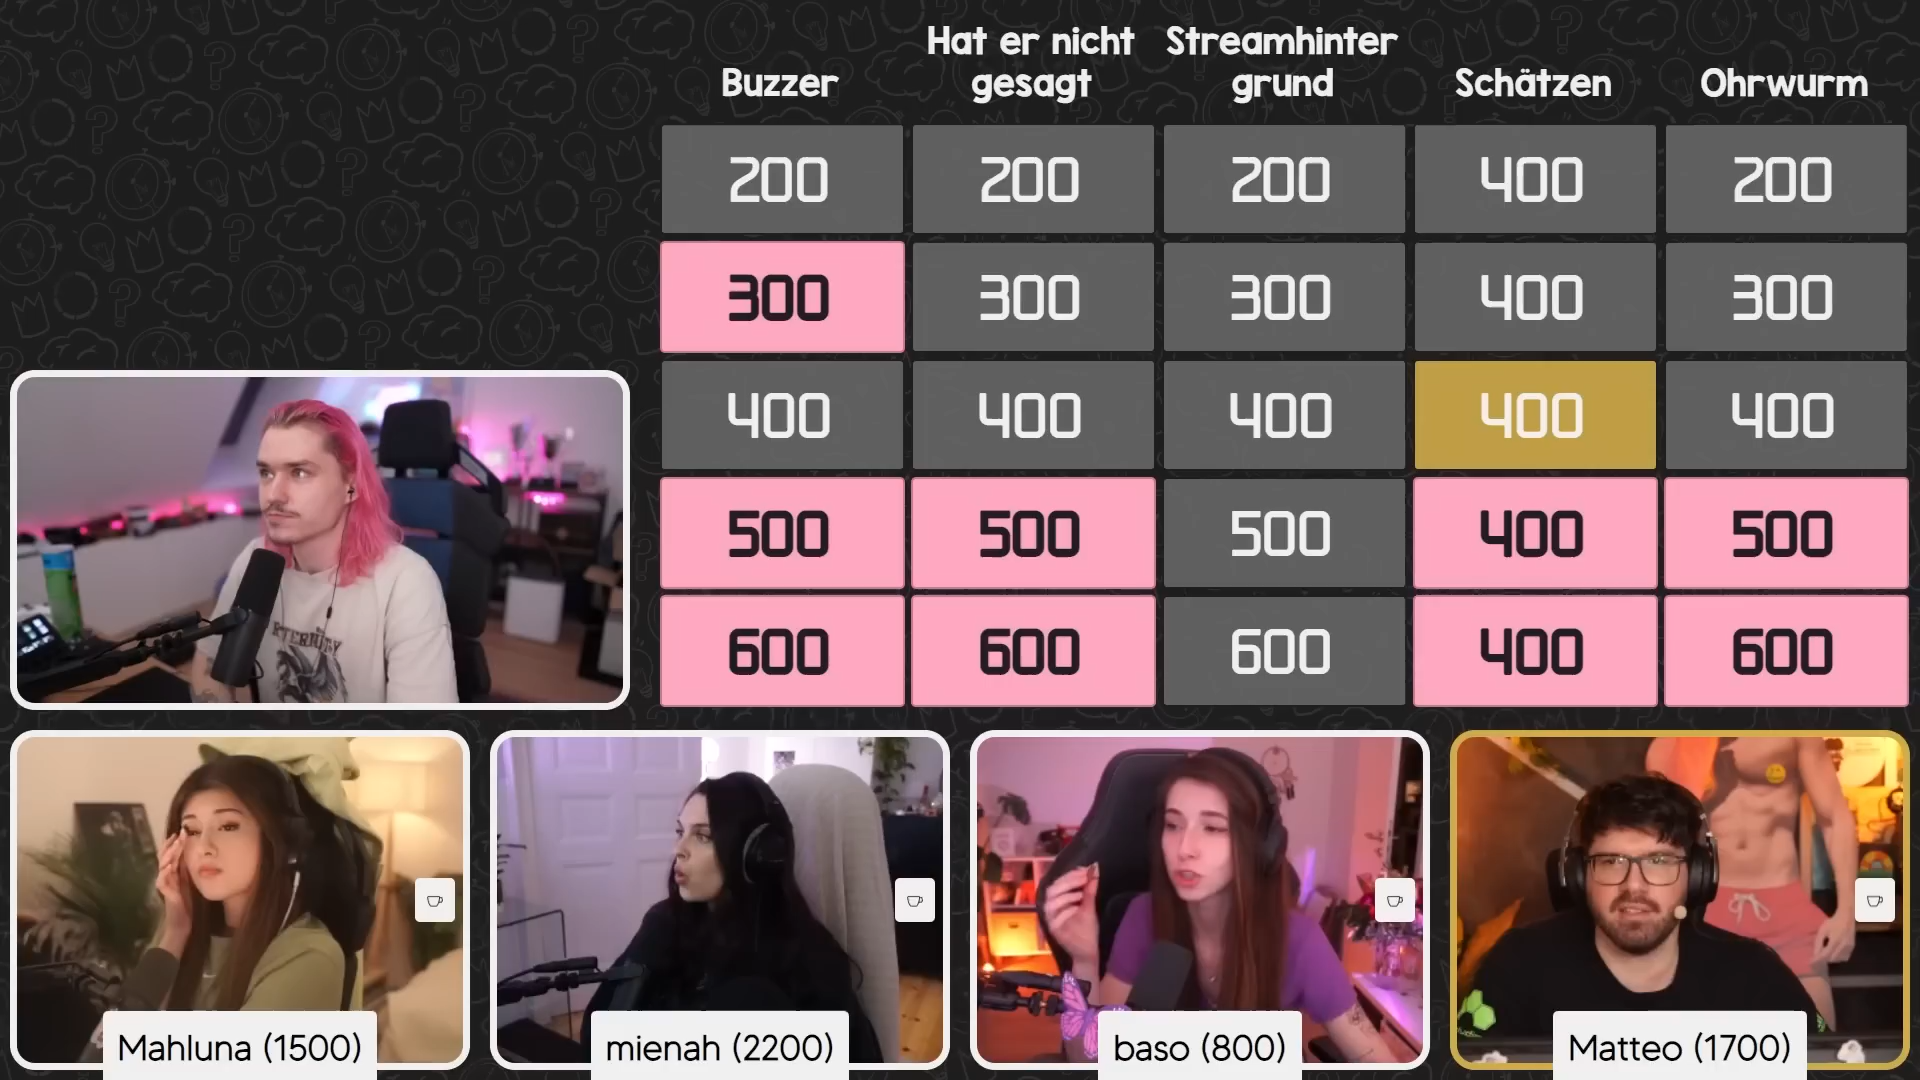 Buzzer
Hat er nicht
gesagt
Streamhinter
grund
Schätzen
Ohrwurm
200 200 200 400 200
300 300 300 400 300
400 400 400 400 400
500 500 500 400 500
600 600 600 400 600
Mahluna (1500)
mienah (2200)
baso (800)
Matteo (1700)